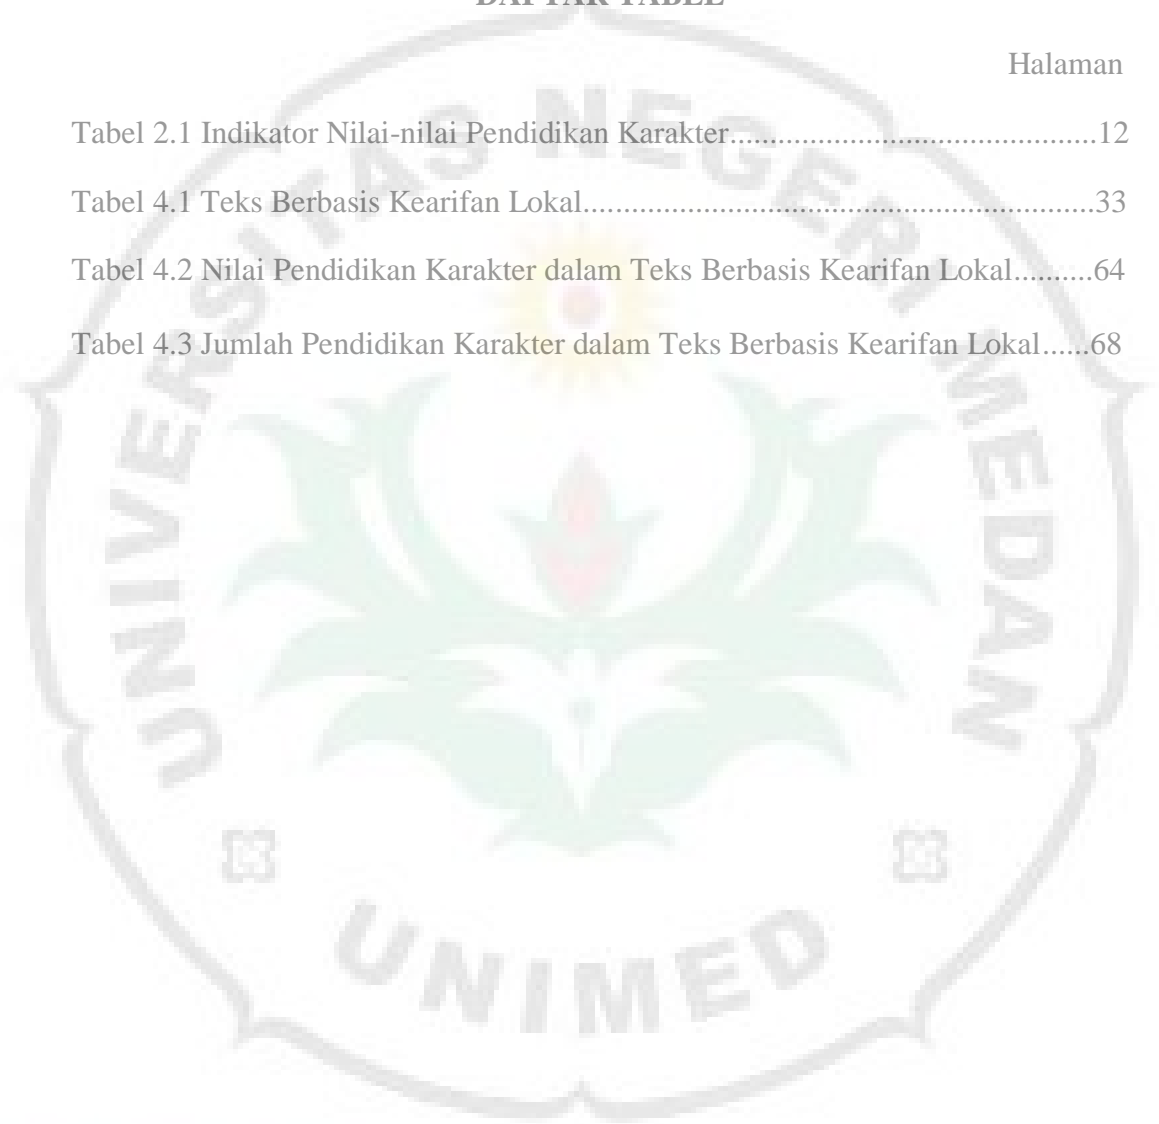 DAFTAR TABEL
Halaman
Tabel 2.1 Indikator Nilai-nilai Pendidikan Karakter.............................................12
Tabel 4.1 Teks Berbasis Kearifan Lokal...............................................................33
Tabel 4.2 Nilai Pendidikan Karakter dalam Teks Berbasis Kearifan Lokal..........64
Tabel 4.3 Jumlah Pendidikan Karakter dalam Teks Berbasis Kearifan Lokal......68
UNIVERSITAS NEGERI MEDAN
UNIMED